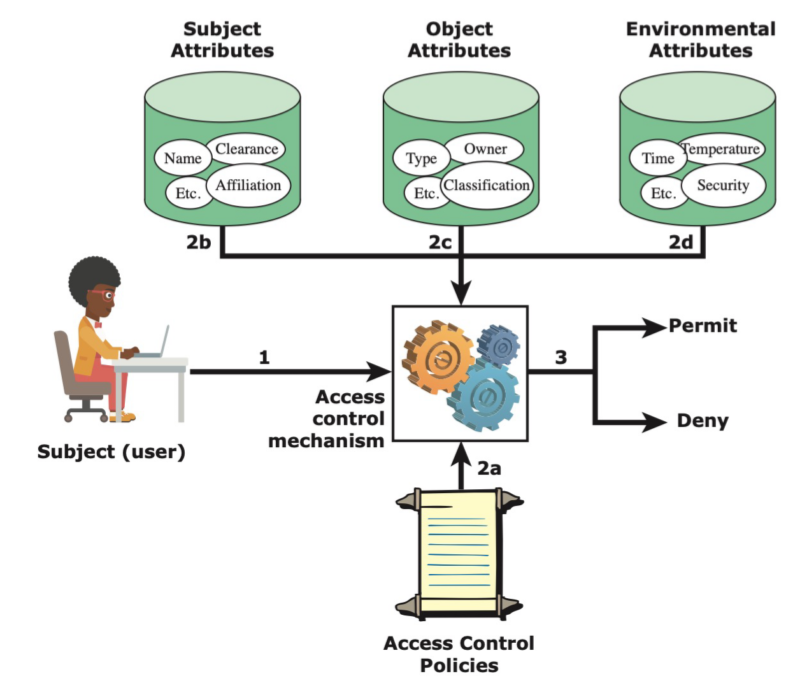 Subject
Attributes
Object
Attributes
Environmental
Attributes
Name
Clearance
Etc.
Affiliation
Type
Owner
Etc.
Classification
Time
Temperature
Etc.
Security
2b
2c
2d
1
3
Permit
Deny
Access
control
mechanism
Subject (user)
2a
Access Control
Policies